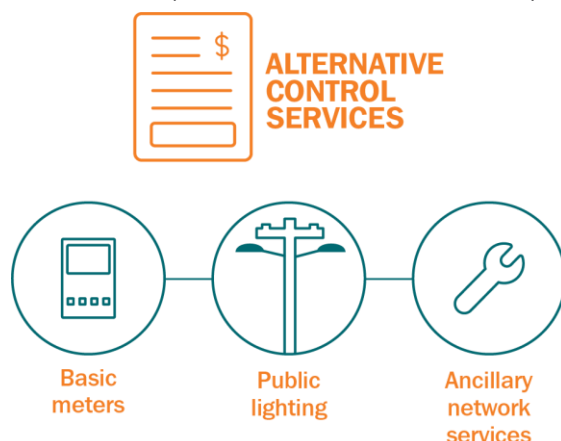 $
ALTERNATIVE
CONTROL
SERVICES
Basic
meters
Public
lighting
Ancillary
network
services